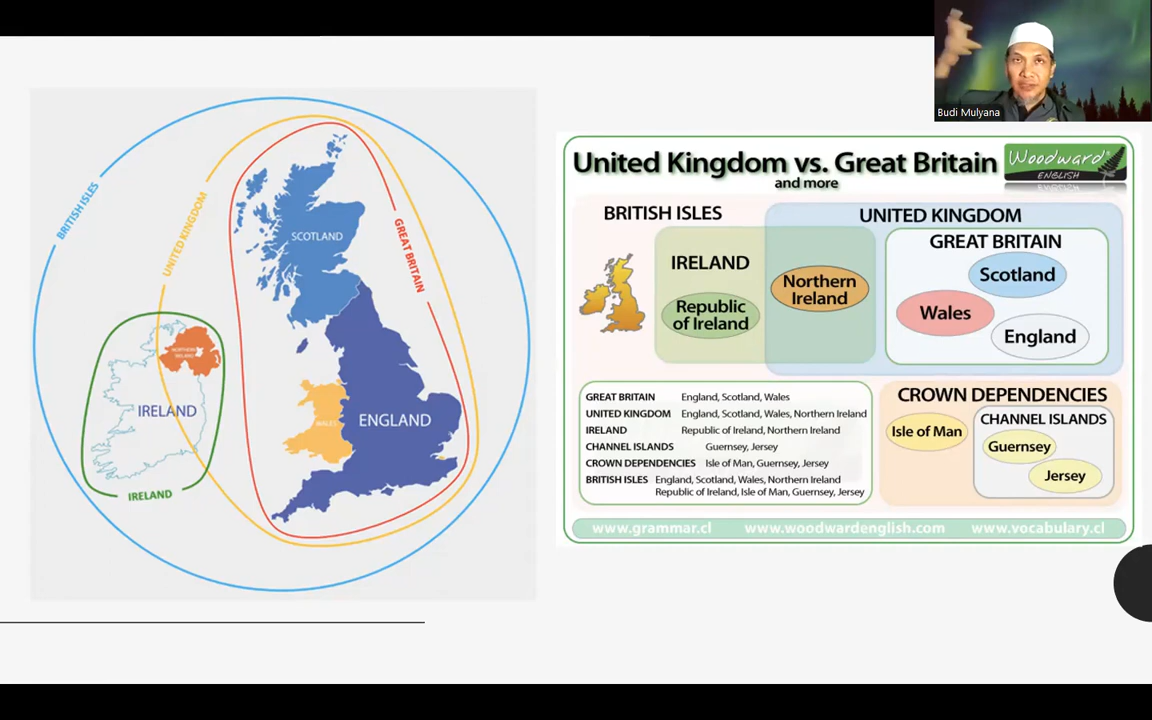 Budi Mulyana
BRITISH ISLES
UNITED KINGDOM
GREAT BRITAIN
SCOTLAND
NORTHERN
IRELAND
IRELAND
WALES
ENGLAND
IRELAND
United Kingdom vs. Great Britain
and more
Woodward®
ENGLISH
BRITISH ISLES
UNITED KINGDOM
GREAT BRITAIN
IRELAND
Scotland
Northern
Ireland
Republic
of Ireland
Wales
England
GREAT BRITAIN England, Scotland, Wales
UNITED KINGDOM England, Scotland, Wales, Northern Ireland
IRELAND Republic of Ireland, Northern Ireland
CHANNEL ISLANDS Guernsey, Jersey
CROWN DEPENDENCIES Isle of Man, Guernsey, Jersey
BRITISH ISLES England, Scotland, Wales, Northern Ireland
Republic of Ireland, Isle of Man, Guernsey, Jersey
CROWN DEPENDENCIES
Isle of Man
CHANNEL ISLANDS
Guernsey
Jersey
www.grammar.cl www.woodwardenglish.com www.vocabulary.cl